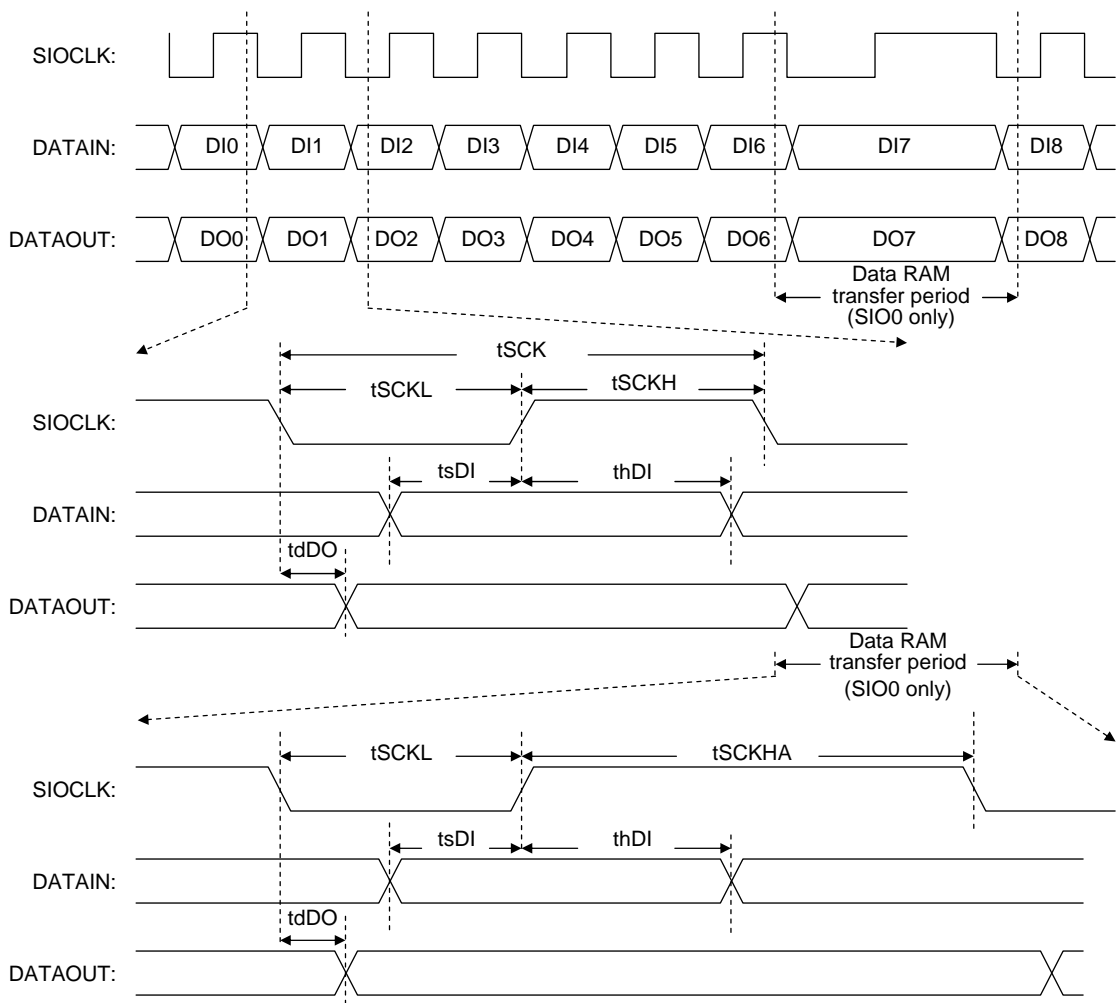 SIOCLK:
DATAIN: DI0 DI1 DI2 DI3 DI4 DI5 DI6 DI7 DI8
DATAOUT: DO0 DO1 DO2 DO3 DO4 DO5 DO6 DO7 DO8
Data RAM
transfer period
(SIO0 only)
tSCK
tSCKL tSCKH
SIOCLK:
tsDI thDI
DATAIN:
tdDO
DATAOUT:
Data RAM
transfer period
(SIO0 only)
tSCKL tSCKHA
SIOCLK:
tsDI thDI
DATAIN:
tdDO
DATAOUT: